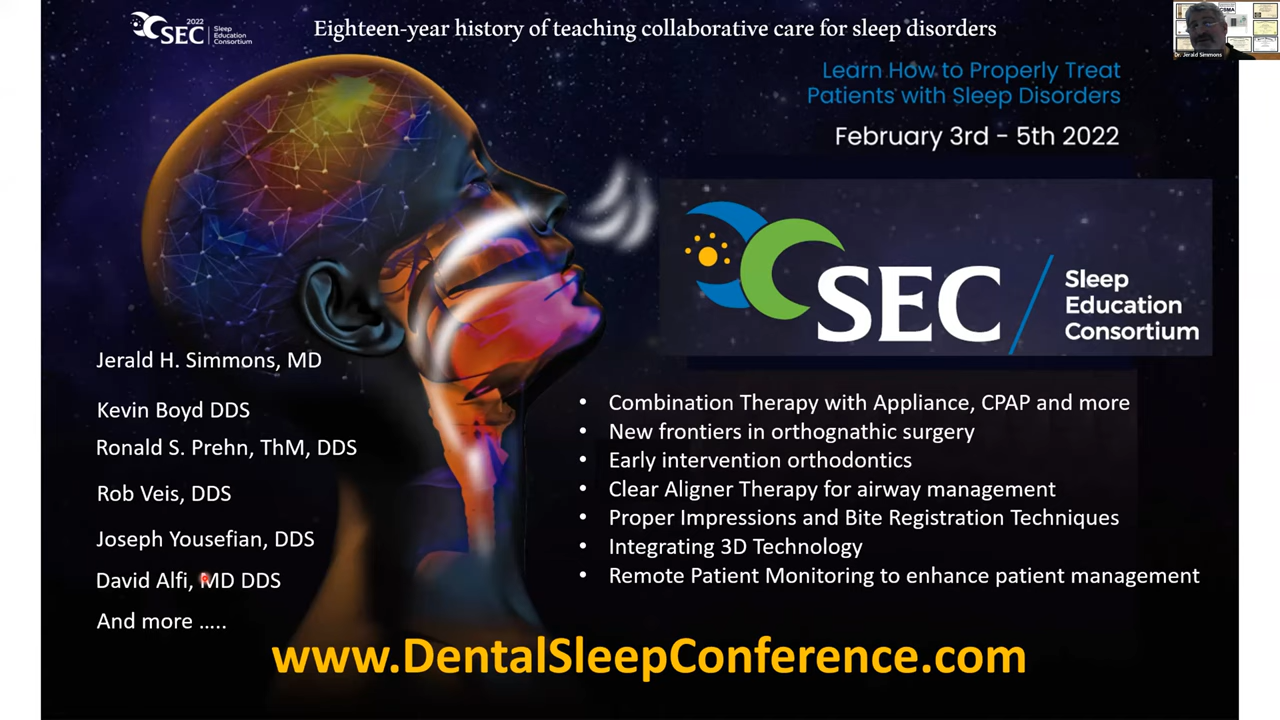 2022
SEC
Sleep
Education
Consortium
Eighteen-year history of teaching collaborative care for sleep disorders
CSMA
Dr. Jerald Simmons
Learn How to Properly Treat
Patients with Sleep Disorders
February 3rd - 5th 2022
SEC
Sleep
Education
Consortium
Jerald H. Simmons, MD
Kevin Boyd DDS
Ronald S. Prehn, ThM, DDS
Rob Veis, DDS
Joseph Yousefian, DDS
David Alfi, MD DDS
And more .....
• Combination Therapy with Appliance, CPAP and more
• New frontiers in orthognathic surgery
• Early intervention orthodontics
• Clear Aligner Therapy for airway management
• Proper Impressions and Bite Registration Techniques
• Integrating 3D Technology
• Remote Patient Monitoring to enhance patient management
www.DentalSleepConference.com